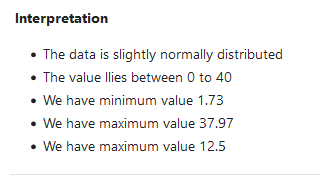 Interpretation
The data is slightly normally distributed
The value llies between 0 to 40
We have minimum value 1.73
We have maximum value 37.97
We have maximum value 12.5